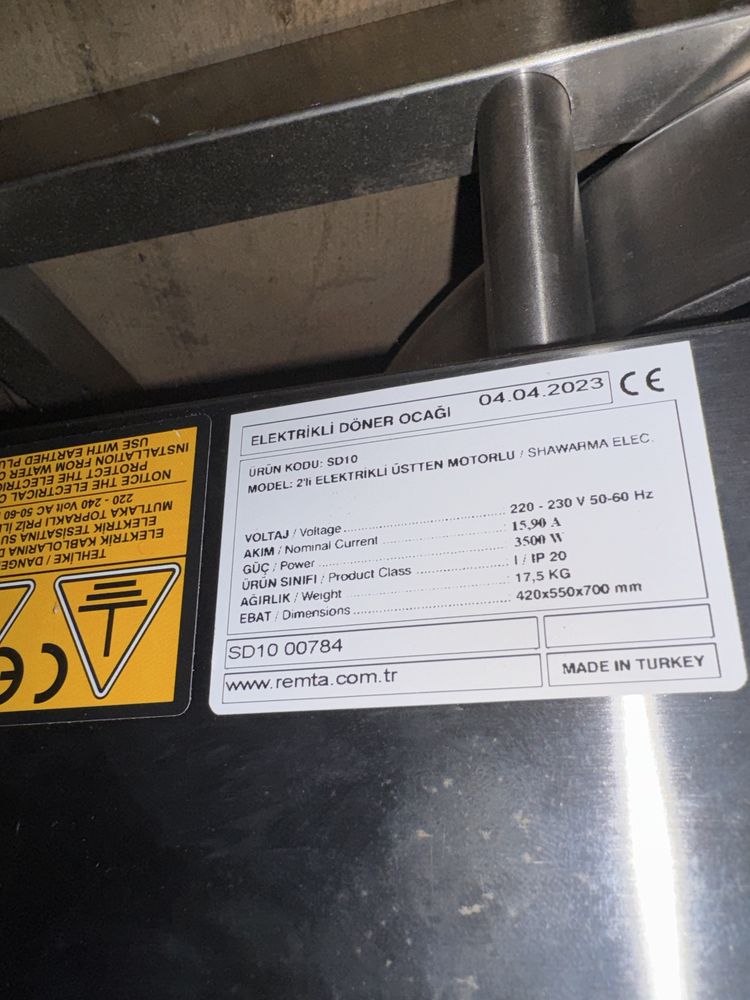 ELEKTRİKLİ DÖNER OCAĞI 04.04.2023 CE
ÜRÜN KODU: SD10
MODEL: 2'li ELEKTRİKLİ ÜSTTEN MOTORLU / SHAWARMA ELEC.
VOLTAJ / Voltage 220 - 230 V 50-60 Hz
AKIM / Nominal Current 15,90 A
GÜÇ / Power 3500 W
ÜRÜN SINIFI / Product Class I / IP 20
AĞIRLIK / Weight 17,5 KG
EBAT / Dimensions 420x550x700 mm
SD10 00784
www.remta.com.tr MADE IN TURKEY
TEHLİKE / DANGER
ELEKTRİK KABLOLARINA
ELEKTRİK TESİSATINA SU
MUTLAKA TOPRAKLI PRİZ
220 - 240 Volt AC 50-60
NOTICE THE ELECTRICAL
PROTECT THE ELECTRIC
INSTALLATION FROM WATER
USE WITH EARTHED
CE